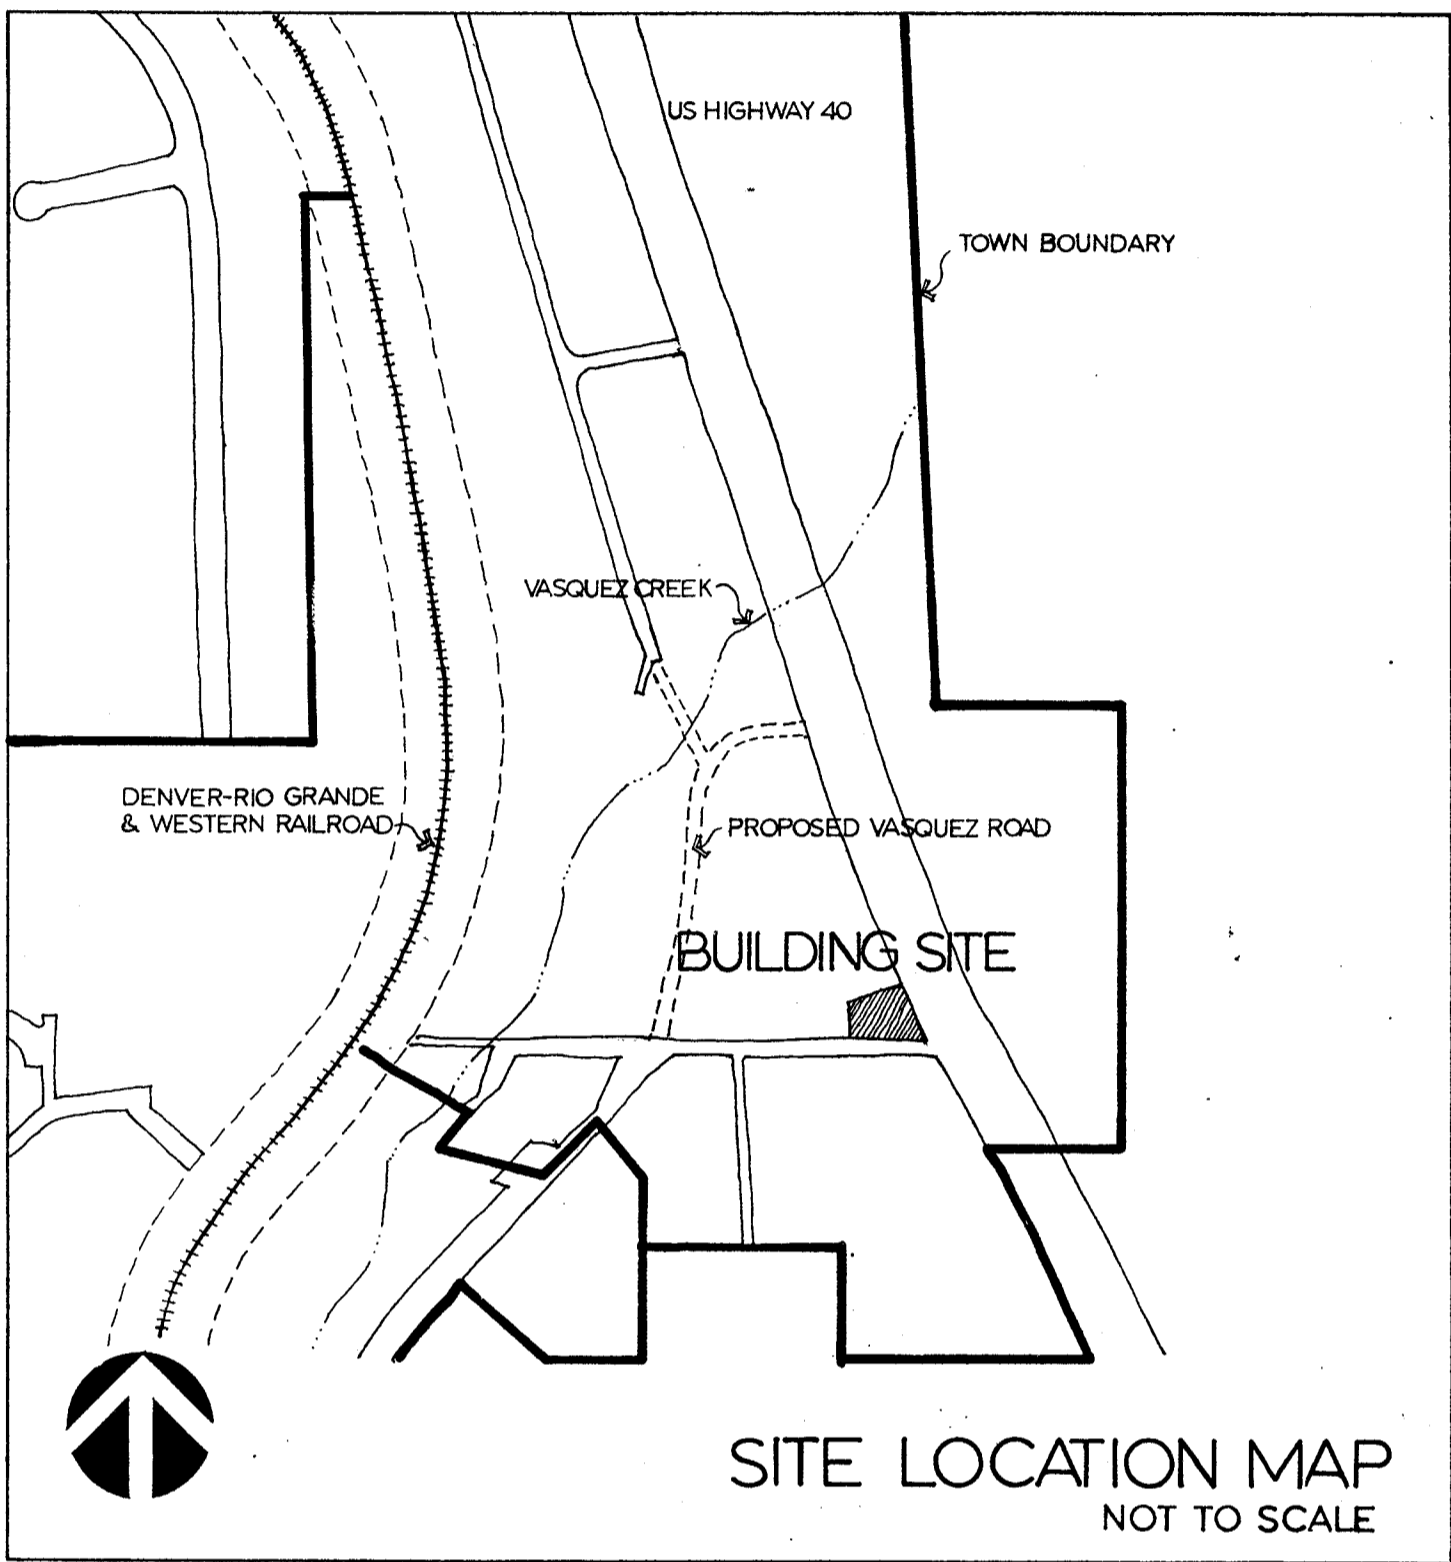 US HIGHWAY 40
TOWN BOUNDARY
VASQUEZ CREEK
DENVER-RIO GRANDE
& WESTERN RAILROAD
PROPOSED VASQUEZ ROAD
BUILDING SITE
SITE LOCATION MAP
NOT TO SCALE